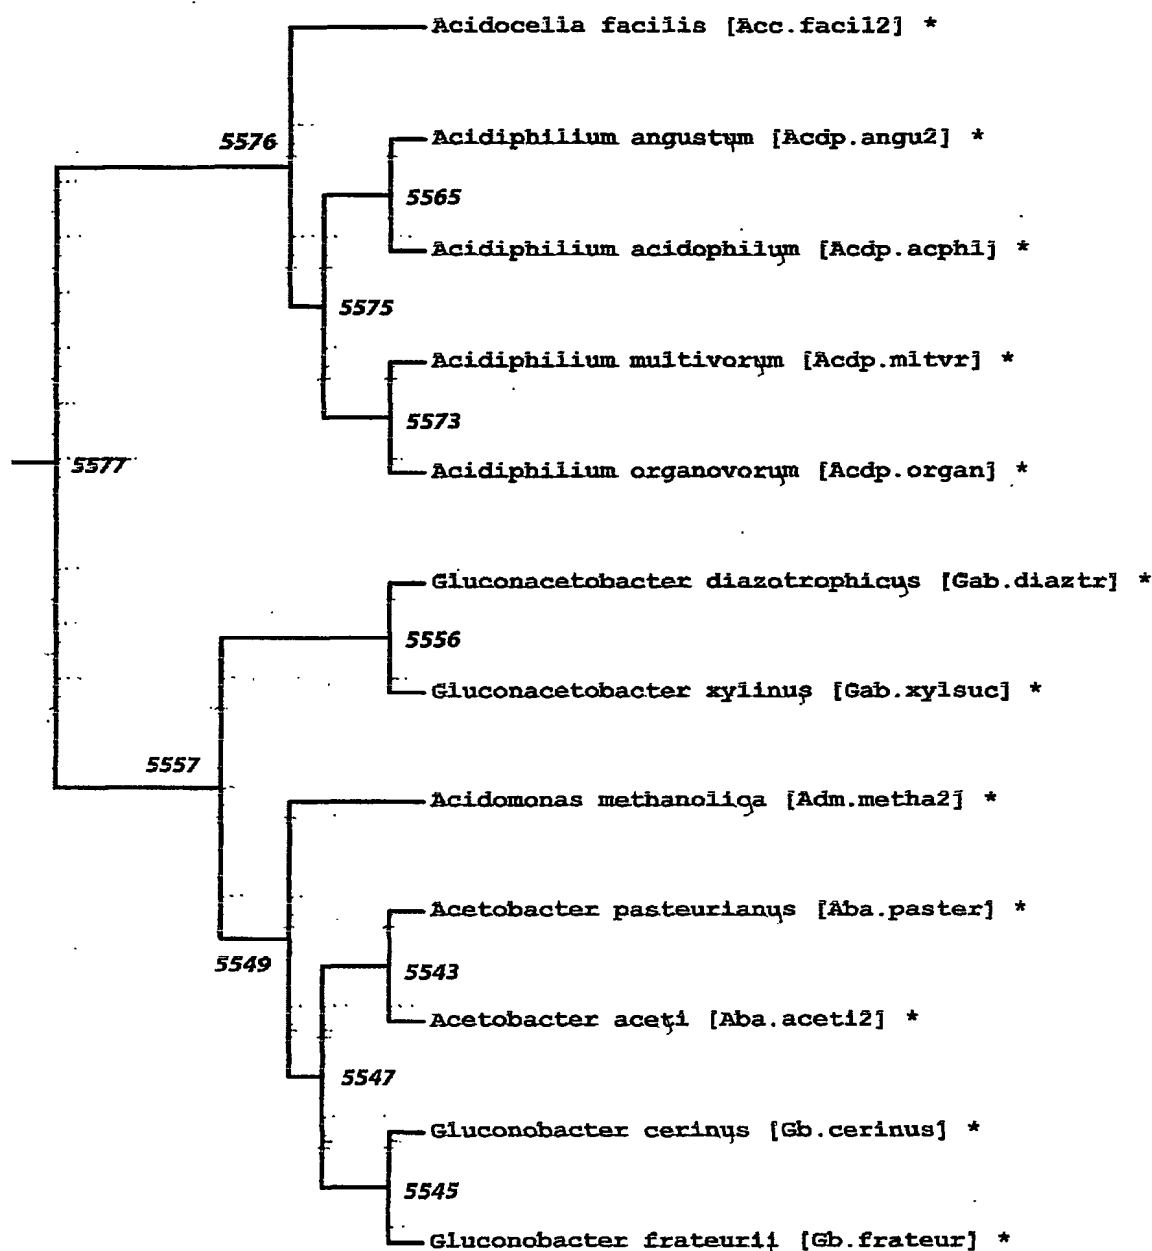 Acidocella facilis [Acc.facil2] *
5576
Acidiphilium angustum [Acdp.angu2] *
5565
Acidiphilium acidophilum [Acdp.acphl] *
5575
Acidiphilium multivorum [Acdp.mltvr] *
5573
5577
Acidiphilium organovorum [Acdp.organ] *
Gluconacetobacter diazotrophicus [Gab.diaztr] *
5556
Gluconacetobacter xylinus [Gab.xylsuc] *
5557
Acidomonas methanolica [Adm.metha2] *
Acetobacter pasteurianus [Aba.paster] *
5549
5543
Acetobacter aceti [Aba.aceti2] *
5547
Gluconobacter cerinus [Gb.cerinus] *
5545
Gluconobacter frateurii [Gb.frateur] *